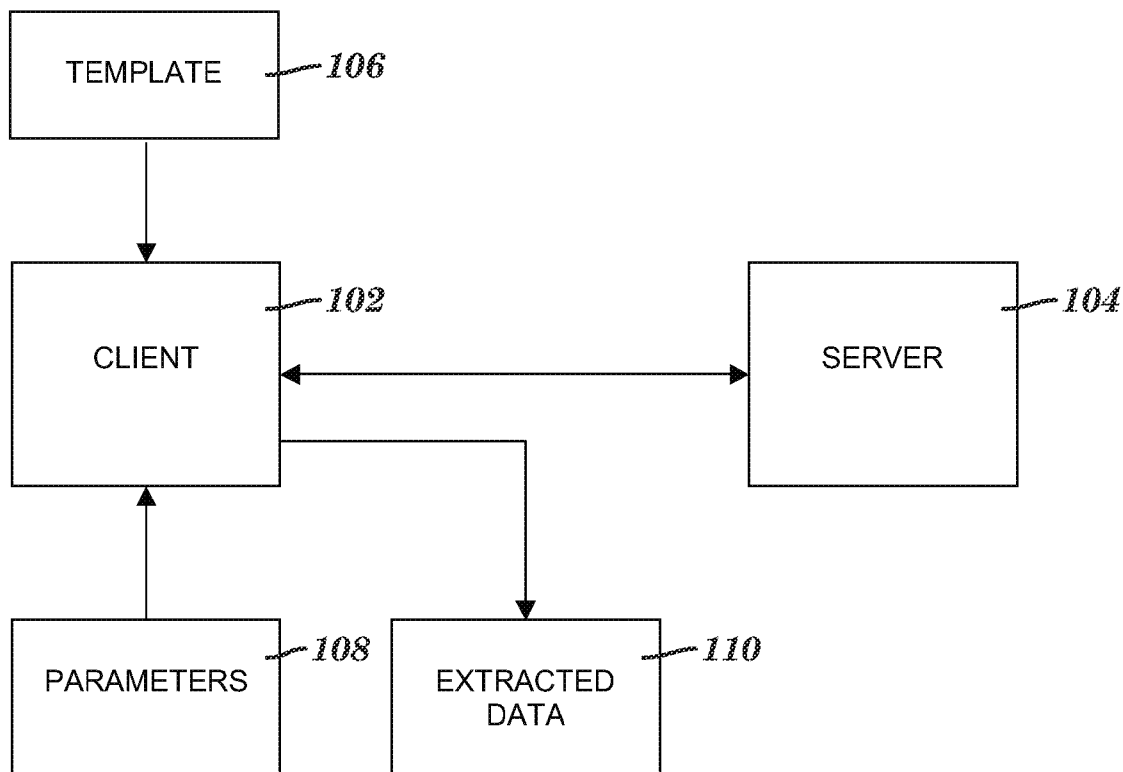 TEMPLATE
106
CLIENT
102
SERVER
104
PARAMETERS
108
EXTRACTED
DATA
110